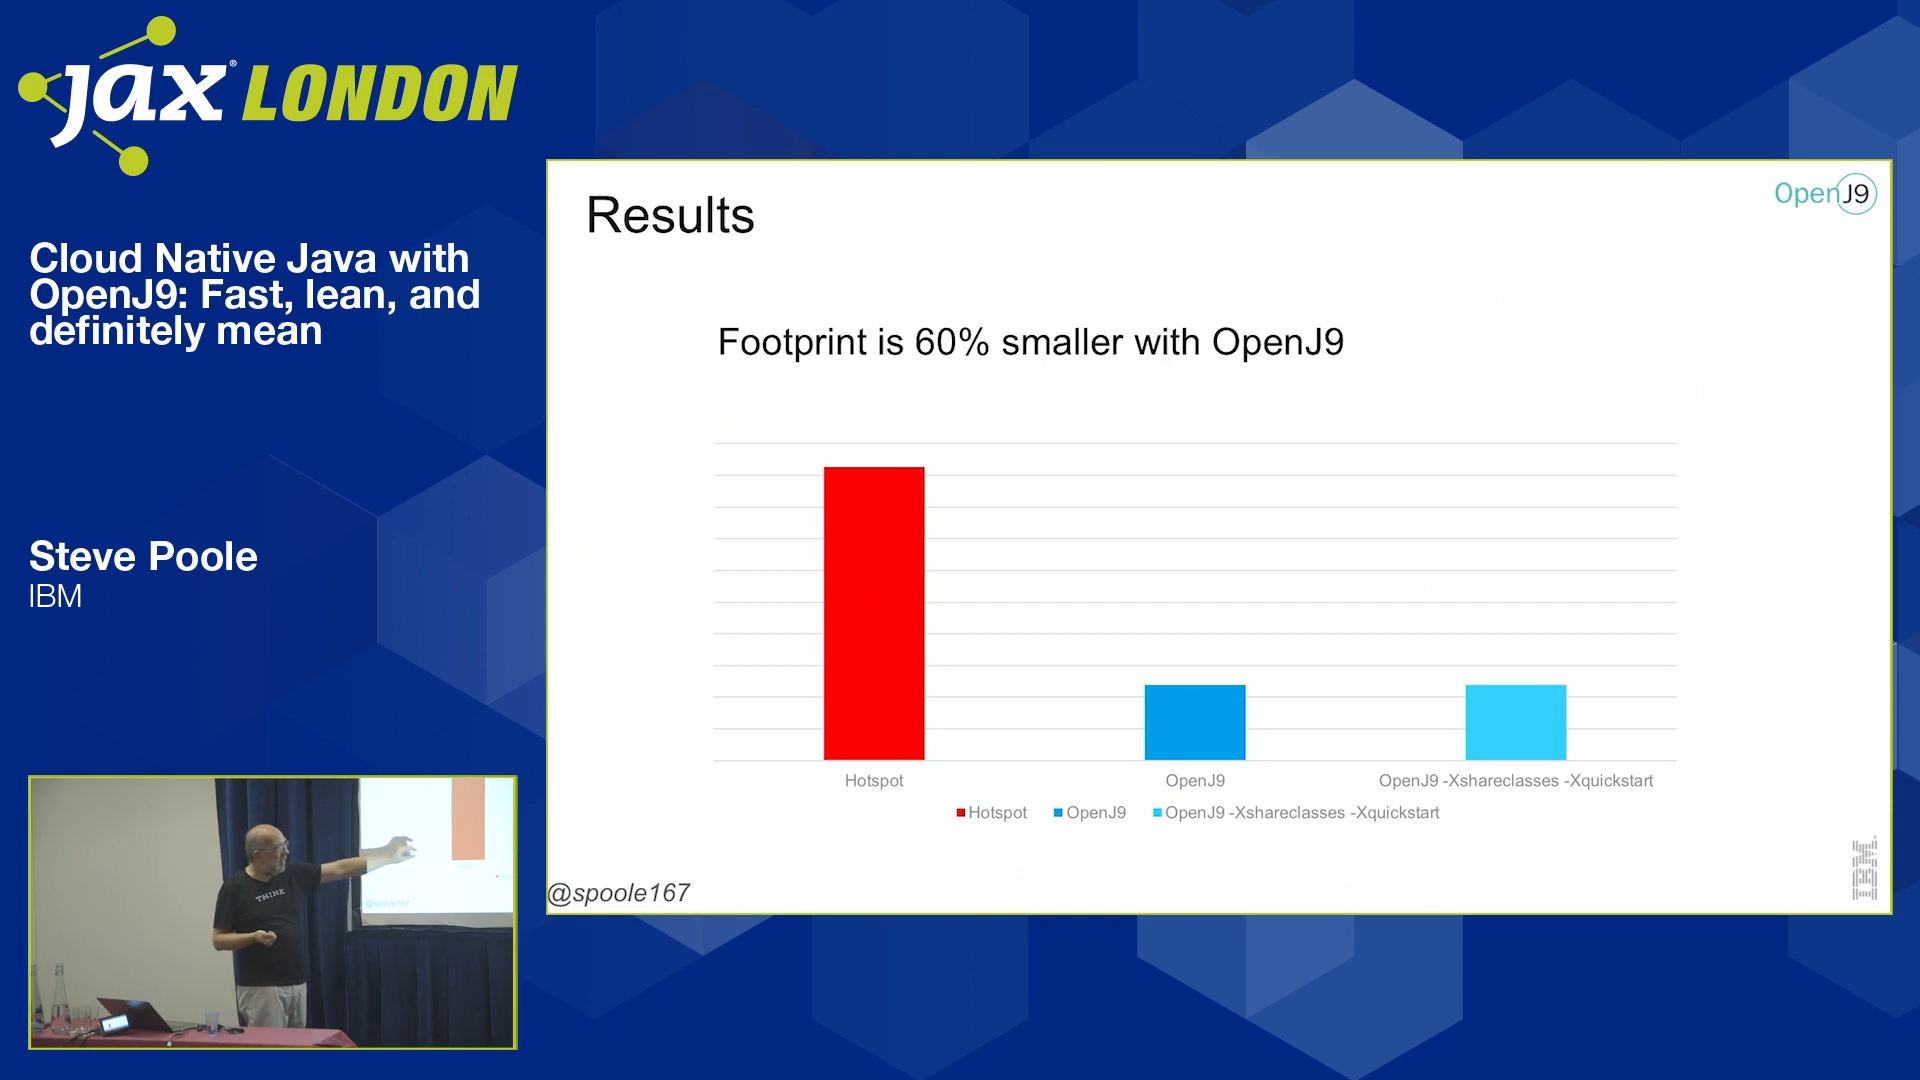 jax® LONDON
Cloud Native Java with
OpenJ9: Fast, lean, and
definitely mean
Steve Poole
IBM
Results
OpenJ9
Footprint is 60% smaller with OpenJ9
Hotspot
OpenJ9
OpenJ9 -Xshareclasses -Xquickstart
Hotspot
OpenJ9
OpenJ9 -Xshareclasses -Xquickstart
@spoole167
IBM
THINK
@spoole167